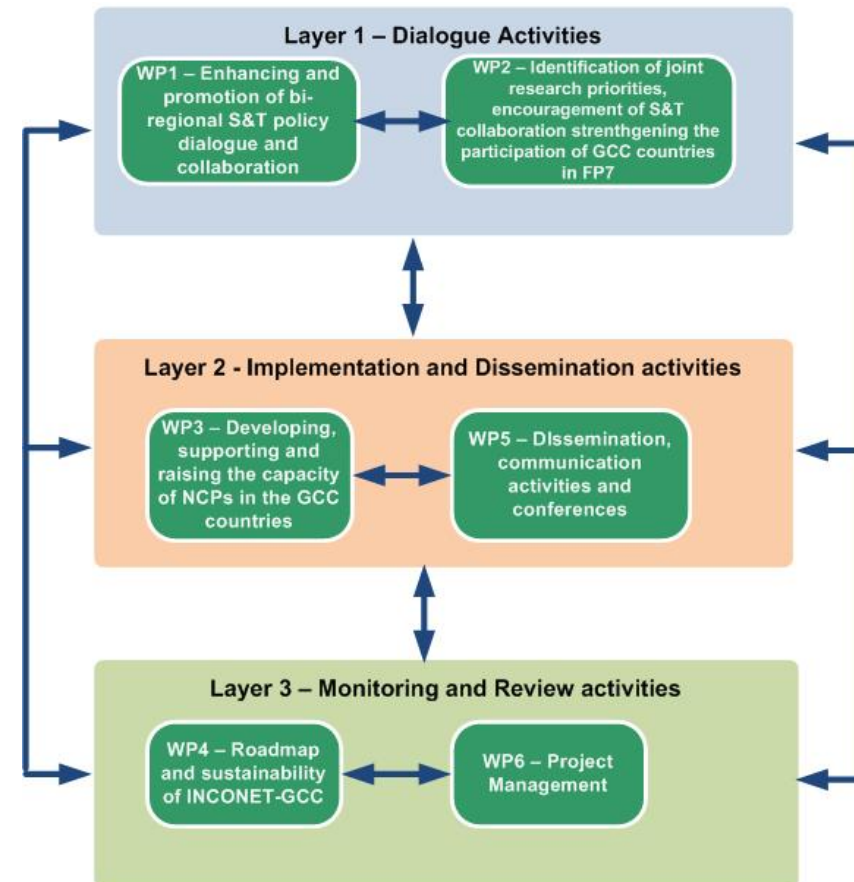 Layer 1 – Dialogue Activities
WP1 – Enhancing and
promotion of bi-
regional S&T policy
dialogue and
collaboration
WP2 – Identification of joint
research priorities,
encouragement of S&T
collaboration strenthgening the
participation of GCC countries
in FP7
Layer 2 - Implementation and Dissemination activities
WP3 – Developing,
supporting and
raising the capacity
of NCPs in the GCC
countries
WP5 – DIssemination,
communication
activities and
conferences
Layer 3 – Monitoring and Review activities
WP4 – Roadmap
and sustainability
of INCONET-GCC
WP6 – Project
Management